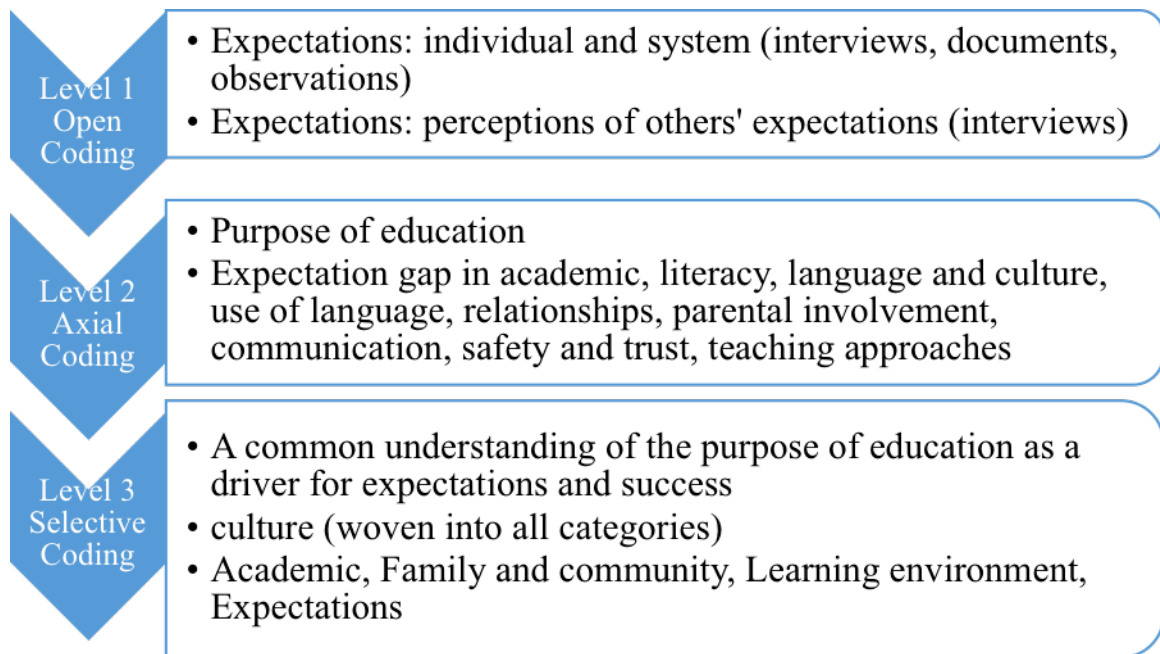 Level 1
Open
Coding
• Expectations: individual and system (interviews, documents,
observations)
• Expectations: perceptions of others' expectations (interviews)
Level 2
Axial
Coding
• Purpose of education
• Expectation gap in academic, literacy, language and culture,
use of language, relationships, parental involvement,
communication, safety and trust, teaching approaches
Level 3
Selective
Coding
• A common understanding of the purpose of education as a
driver for expectations and success
• culture (woven into all categories)
• Academic, Family and community, Learning environment,
Expectations